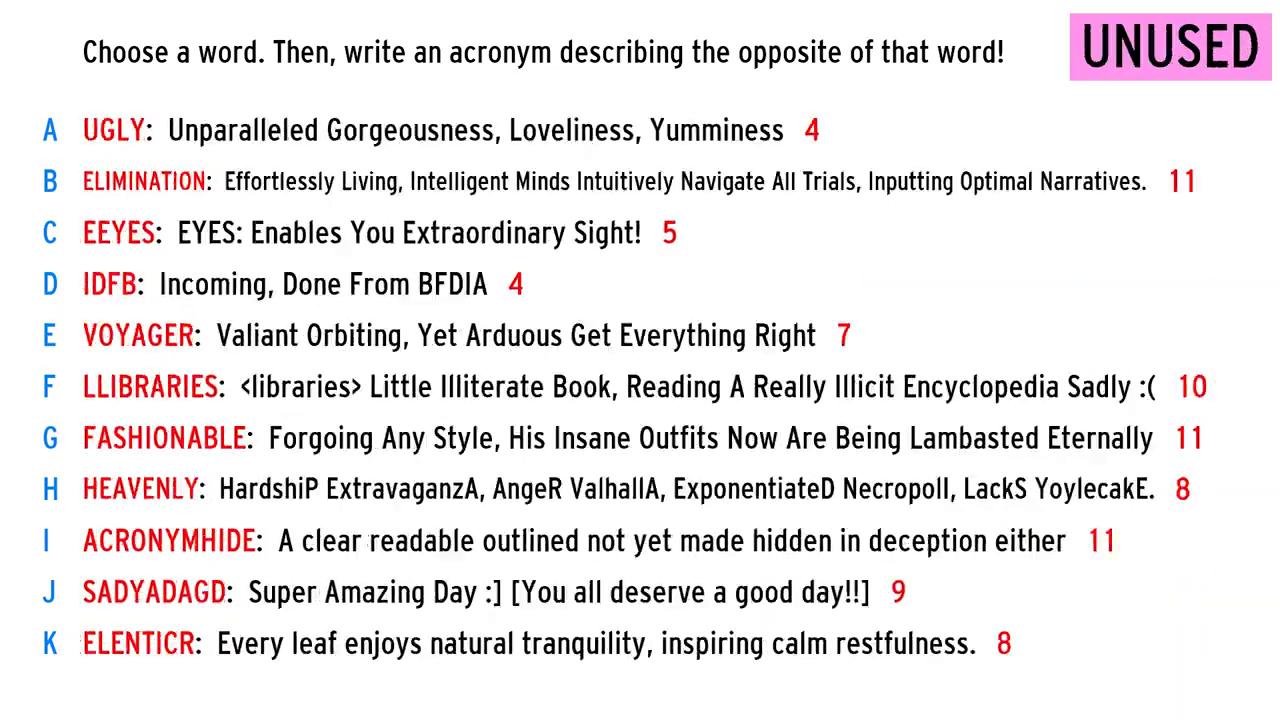 Choose a word. Then, write an acronym describing the opposite of that word!
UNUSED
A UGLY: Unparalleled Gorgeousness, Loveliness, Yumminess 4
B ELIMINATION: Effortlessly Living, Intelligent Minds Intuitively Navigate All Trials, Inputting Optimal Narratives. 11
C EEYES: EYES: Enables You Extraordinary Sight! 5
D IDFB: Incoming, Done From BFDIA 4
E VOYAGER: Valiant Orbiting, Yet Arduous Get Everything Right 7
F LLIBRARIES: <libraries> Little Illiterate Book, Reading A Really Illicit Encyclopedia Sadly :( 10
G FASHIONABLE: Forgoing Any Style, His Insane Outfits Now Are Being Lambasted Eternally 11
H HEAVENLY: HardshiP ExtravaganzA, AngeR ValhallA, ExponentiateD NecropolI, LackS YoylecakE. 8
I ACRONYMHIDE: A clear readable outlined not yet made hidden in deception either 11
J SADYADAGD: Super Amazing Day :] [You all deserve a good day!!] 9
K ELENTICR: Every leaf enjoys natural tranquility, inspiring calm restfulness. 8